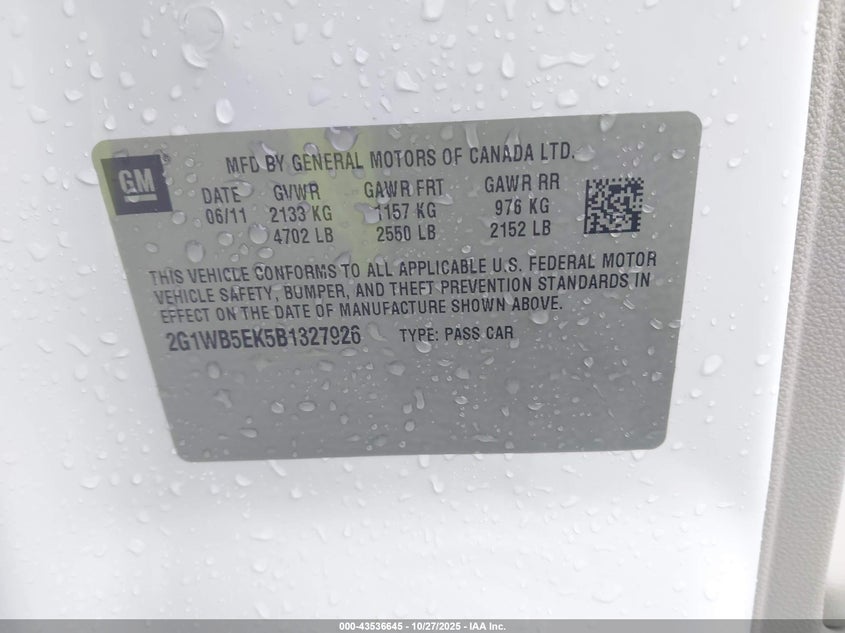 GM®
MFD BY GENERAL MOTORS OF CANADA LTD.
DATE GVWR GAWR FRT GAWR RR
06/11 2133 KG 1157 KG 976 KG
4702 LB 2550 LB 2152 LB
THIS VEHICLE CONFORMS TO ALL APPLICABLE U.S. FEDERAL MOTOR
VEHICLE SAFETY, BUMPER, AND THEFT PREVENTION STANDARDS IN
EFFECT ON THE DATE OF MANUFACTURE SHOWN ABOVE.
2G1WB5EK5B1327926 TYPE: PASS CAR
000-43536645 | 10/27/2025 | IAA Inc.